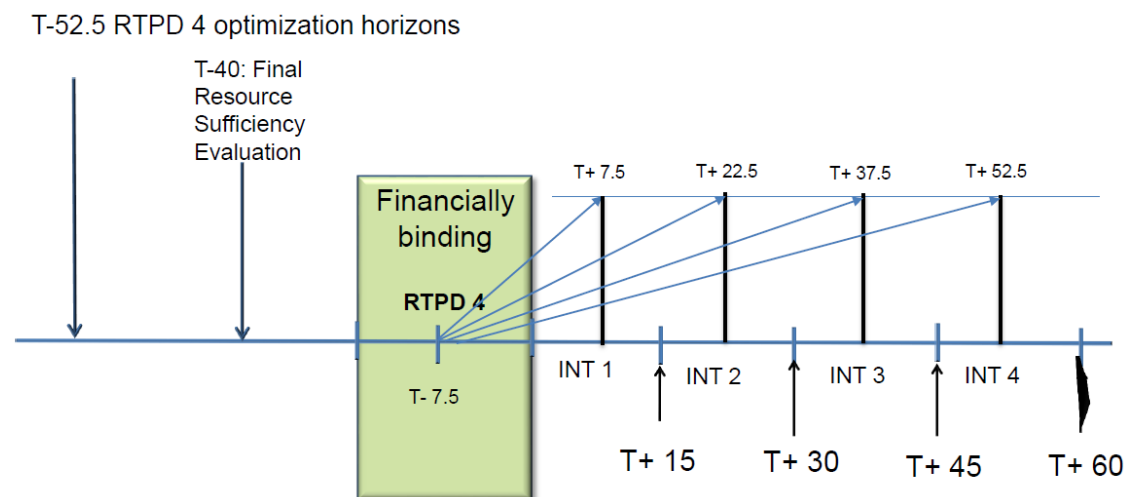 T-52.5 RTPD 4 optimization horizons
T-40: Final
Resource
Sufficiency
Evaluation
Financially
binding
RTPD 4
T- 7.5
T+ 7.5
T+ 22.5
T+ 37.5
T+ 52.5
INT 1
INT 2
INT 3
INT 4
T+ 15
T+ 30
T+ 45
T+ 60